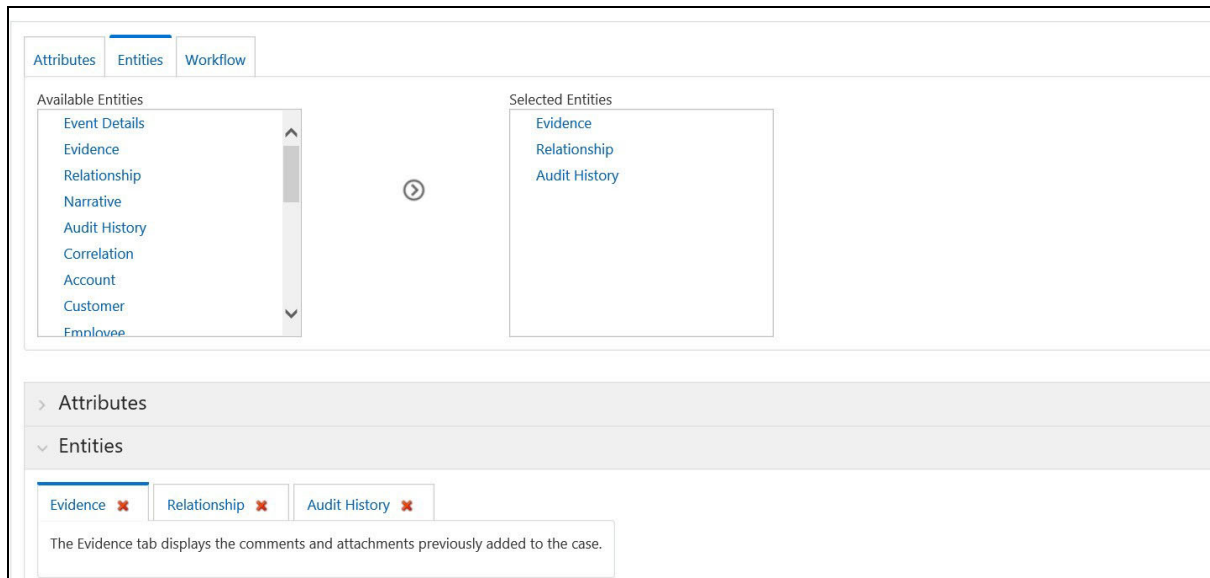 Attributes Entities Workflow
Available Entities Selected Entities
Event Details Evidence
Evidence Relationship
Relationship Audit History
Narrative
Audit History
Correlation
Account
Customer
Employee
Attributes
Entities
Evidence Relationship Audit History
The Evidence tab displays the comments and attachments previously added to the case.